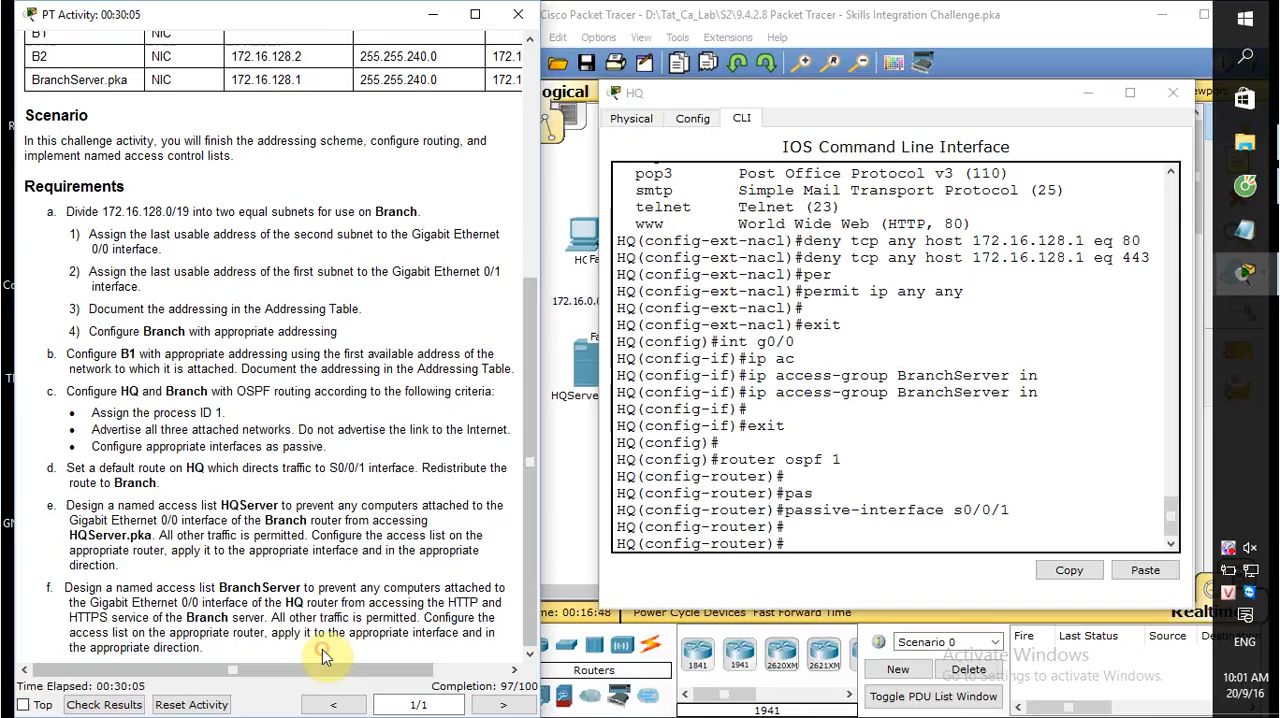 PT Activity: 00:30:05
Cisco Packet Tracer - D:\Tat_Ca_Lab\S2\9.4.2.8 Packet Tracer - Skills Integration Challenge.pka
Edit Options View Tools Extensions Help
ogical
B1
B2 NIC 172.16.128.2 255.255.240.0 172.1
BranchServer.pka NIC 172.16.128.1 255.255.240.0 172.1
Scenario
In this challenge activity, you will finish the addressing scheme, configure routing, and
implement named access control lists.
Requirements
a. Divide 172.16.128.0/19 into two equal subnets for use on Branch.
1) Assign the last usable address of the second subnet to the Gigabit Ethernet
0/0 interface.
2) Assign the last usable address of the first subnet to the Gigabit Ethernet 0/1
interface.
3) Document the addressing in the Addressing Table.
4) Configure Branch with appropriate addressing
b. Configure B1 with appropriate addressing using the first available address of the
network to which it is attached. Document the addressing in the Addressing Table.
c. Configure HQ and Branch with OSPF routing according to the following criteria:
• Assign the process ID 1.
• Advertise all three attached networks. Do not advertise the link to the Internet.
• Configure appropriate interfaces as passive.
d. Set a default route on HQ which directs traffic to S0/0/1 interface. Redistribute the
route to Branch.
e. Design a named access list HQServer to prevent any computers attached to the
Gigabit Ethernet 0/0 interface of the Branch router from accessing
HQServer.pka. All other traffic is permitted. Configure the access list on the
appropriate router, apply it to the appropriate interface and in the appropriate
direction.
f. Design a named access list BranchServer to prevent any computers attached to
the Gigabit Ethernet 0/0 interface of the HQ router from accessing the HTTP and
HTTPS service of the Branch server. All other traffic is permitted. Configure the
access list on the appropriate router, apply it to the appropriate interface and in
the appropriate direction.
Time Elapsed: 00:30:05 Completion: 97/100
Top Check Results Reset Activity < 1/1 >
172.16.0.
HQServer
HQ
Physical Config CLI
IOS Command Line Interface
pop3 Post Office Protocol v3 (110)
smtp Simple Mail Transport Protocol (25)
telnet Telnet (23)
www World Wide Web (HTTP, 80)
HQ(config-ext-nacl)#deny tcp any host 172.16.128.1 eq 80
HQ(config-ext-nacl)#deny tcp any host 172.16.128.1 eq 443
HQ(config-ext-nacl)#per
HQ(config-ext-nacl)#permit ip any any
HQ(config-ext-nacl)#
HQ(config-ext-nacl)#exit
HQ(config)#int g0/0
HQ(config-if)#ip ac
HQ(config-if)#ip access-group BranchServer in
HQ(config-if)#ip access-group BranchServer in
HQ(config-if)#
HQ(config-if)#exit
HQ(config)#
HQ(config)#router ospf 1
HQ(config-router)#
HQ(config-router)#pas
HQ(config-router)#passive-interface s0/0/1
HQ(config-router)#
HQ(config-router)#
Copy Paste
Time: 00:16:48 Power Cycle Devices Fast Forward Time Realtime
Routers
1841 1941 2620XM 2621XM
1941
Scenario 0
New Delete
Toggle PDU List Window
Fire Last Status Source
Activate Windows
Go to Settings to activate Windows.
ENG
10:01 AM
20/9/16